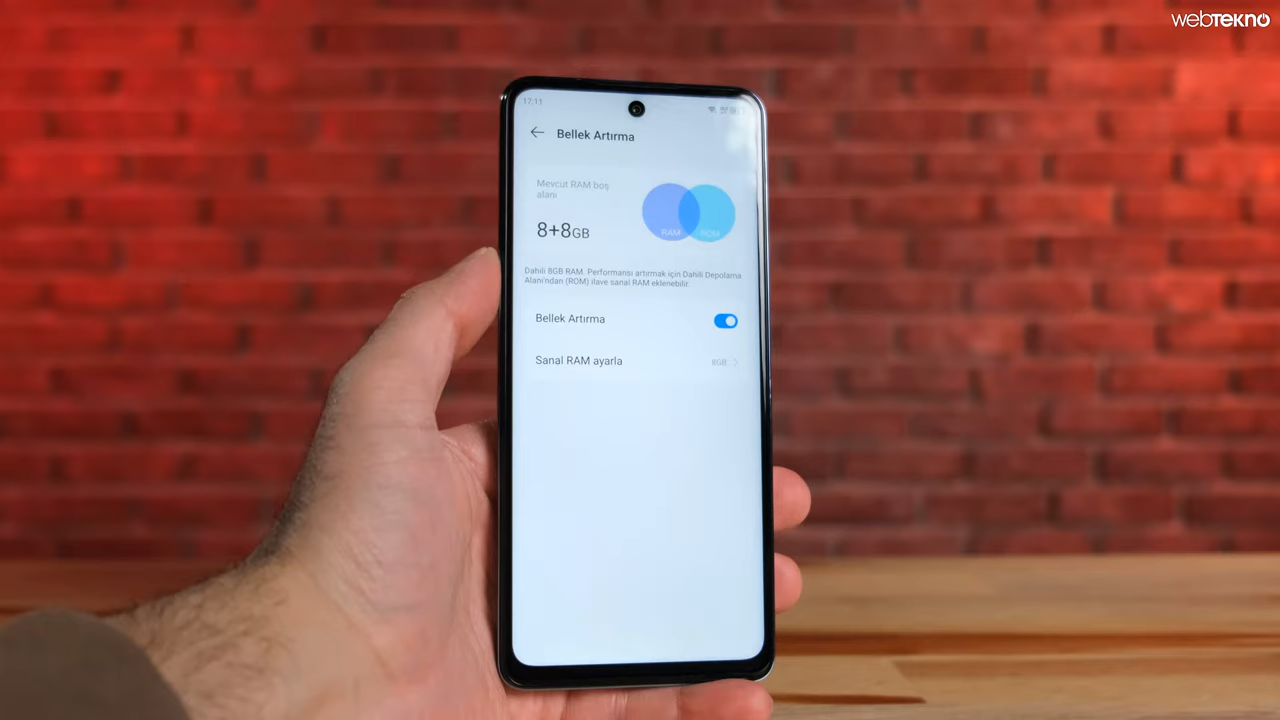 webtekno
17:11
Bellek Artırma
Mevcut RAM boş
alanı
8+8GB
RAM
ROM
Dahili 8GB RAM. Performansı artırmak için Dahili Depolama
Alanı'ndan (ROM) ilave sanal RAM eklenebilir.
Bellek Artırma
Sanal RAM ayarla
8GB